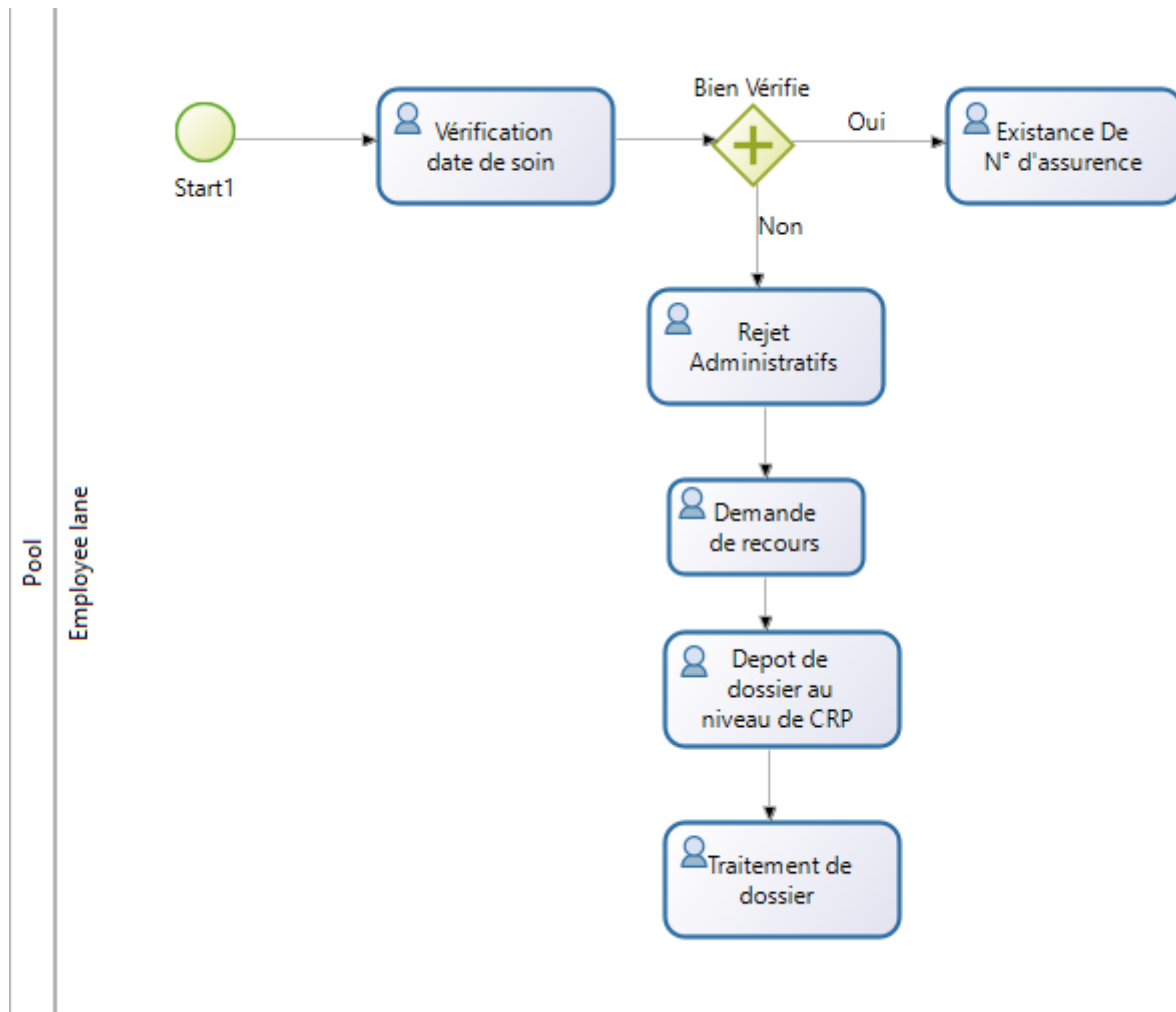 Bien Vérifie
Vérification
date de soin
Oui
Existance De
N° d'assurence
Start1
Non
Rejet
Administratifs
Demande
de recours
Pool
Employee lane
Depot de
dossier au
niveau de CRP
Traitement de
dossier